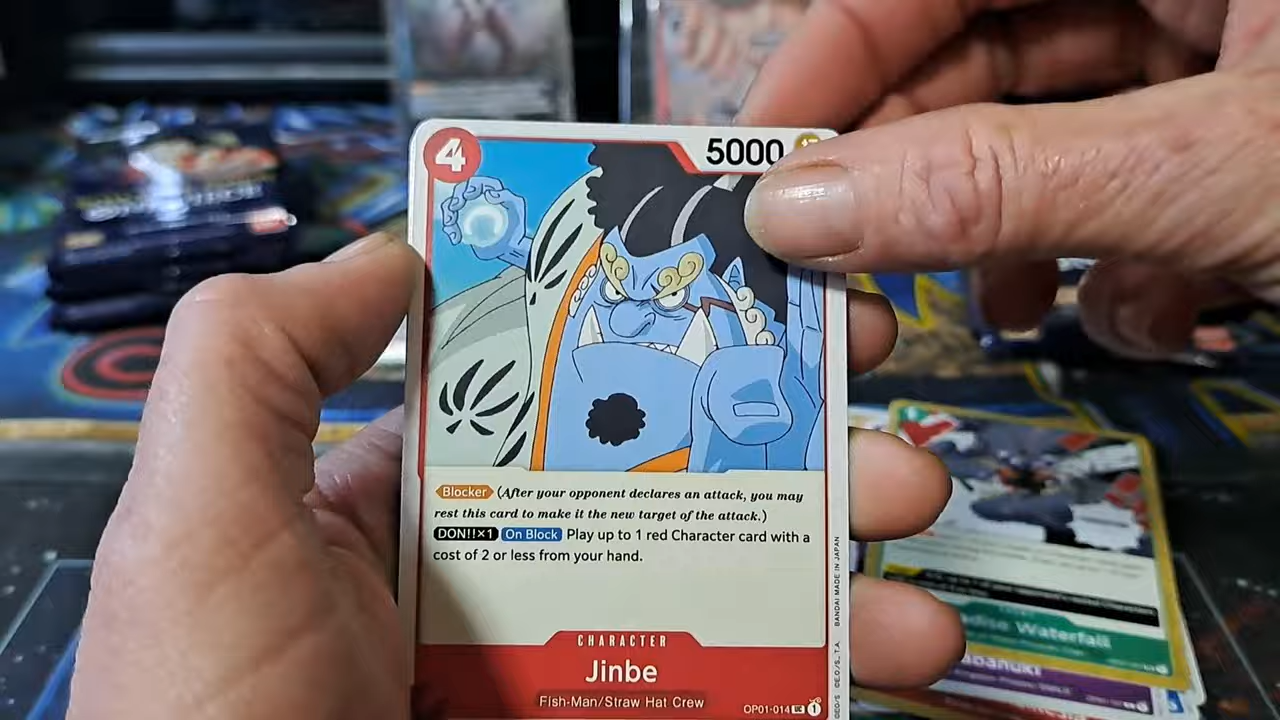 4
5000
Blocker (After your opponent declares an attack, you may
rest this card to make it the new target of the attack.)
DON!!×1 On Block Play up to 1 red Character card with a
cost of 2 or less from your hand.
CHARACTER
Jinbe
Fish-Man/Straw Hat Crew
OP01-014 UC 1
©E.O/S., T.A. BANDAI MADE IN JAPAN
Waterfall